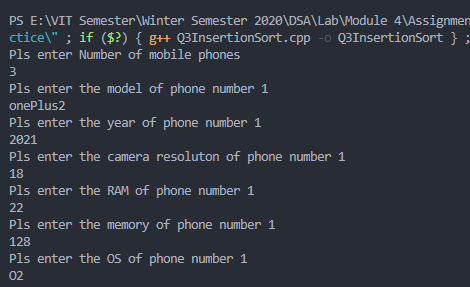 PS E:\VIT Semester\Winter Semester 2020\DSA\Lab\Module 4\Assignmen
ctice\" ; if ($?) { g++ Q3InsertionSort.cpp -o Q3InsertionSort } ;
Pls enter Number of mobile phones
3
Pls enter the model of phone number 1
onePlus2
Pls enter the year of phone number 1
2021
Pls enter the camera resoluton of phone number 1
18
Pls enter the RAM of phone number 1
22
Pls enter the memory of phone number 1
128
Pls enter the OS of phone number 1
O2